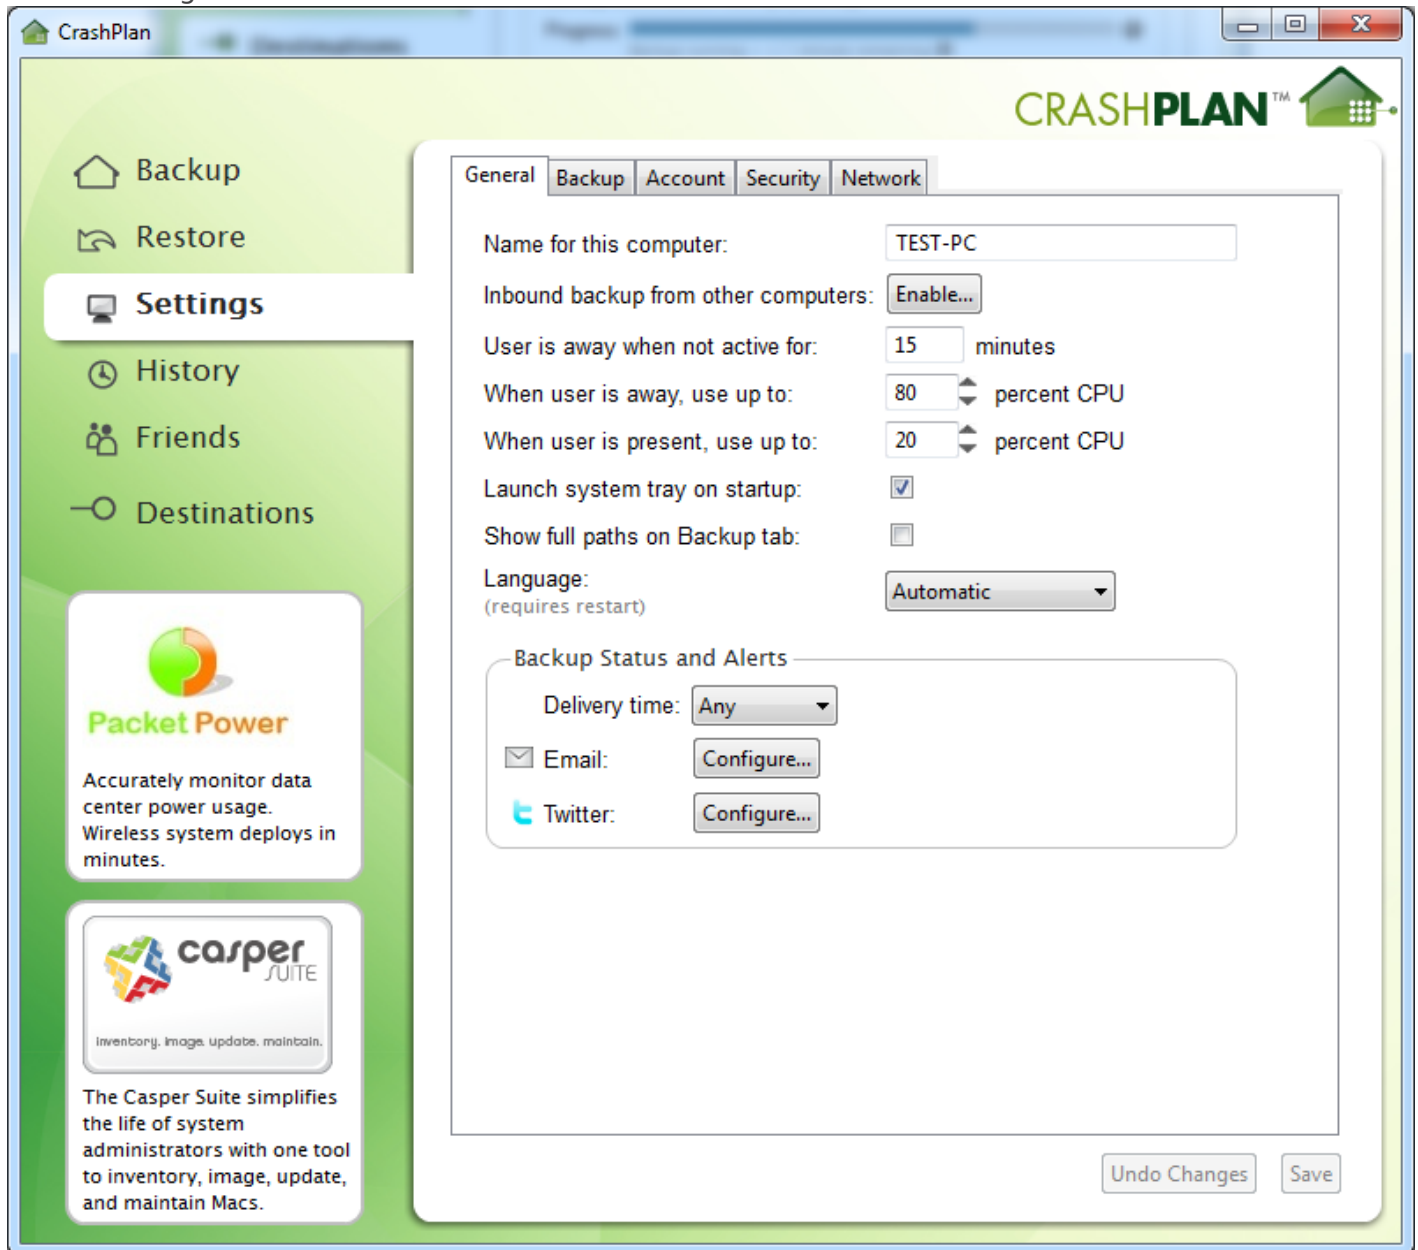 CrashPlan
CRASHPLAN™
Backup
Restore
Settings
History
Friends
Destinations
Packet Power
Accurately monitor data
center power usage.
Wireless system deploys in
minutes.
casper
SUITE
inventory. image. update. maintain.
The Casper Suite simplifies
the life of system
administrators with one tool
to inventory, image, update,
and maintain Macs.
General Backup Account Security Network
Name for this computer: TEST-PC
Inbound backup from other computers: Enable...
User is away when not active for: 15 minutes
When user is away, use up to: 80 percent CPU
When user is present, use up to: 20 percent CPU
Launch system tray on startup:
Show full paths on Backup tab:
Language: Automatic
(requires restart)
Backup Status and Alerts
Delivery time: Any
Email: Configure...
Twitter: Configure...
Undo Changes Save